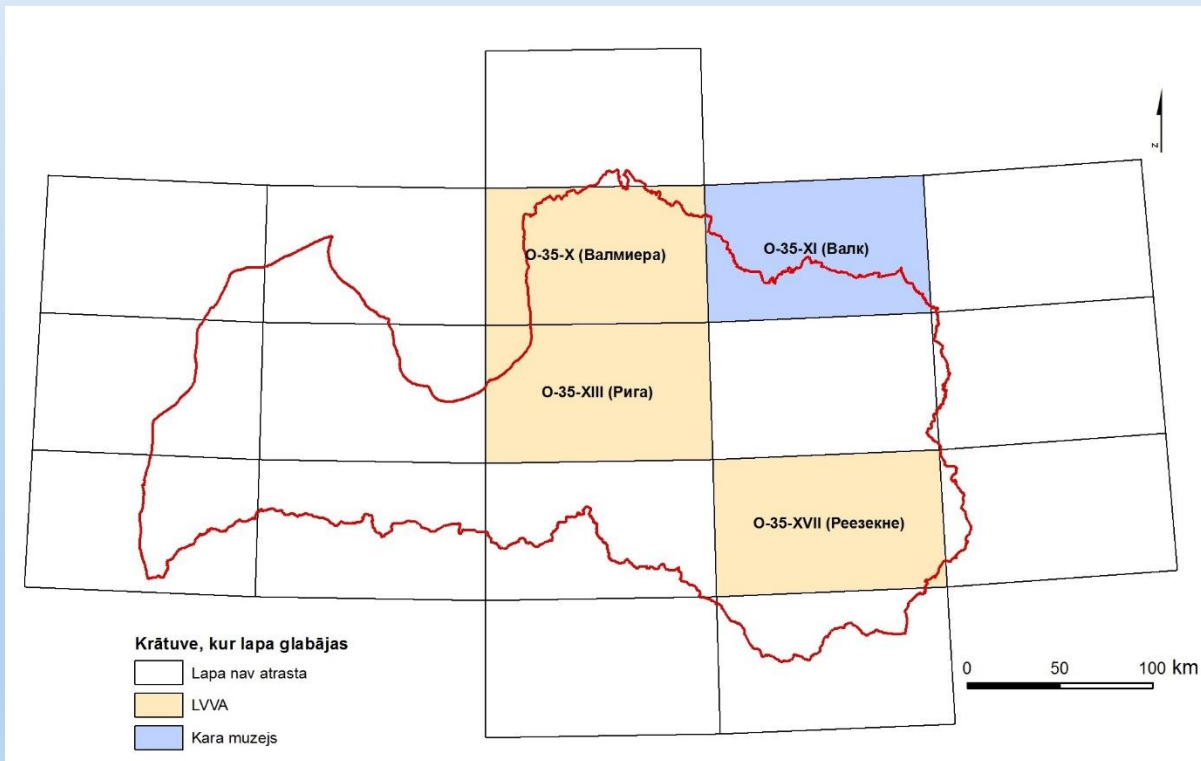 z
O-35-X (Валмиера)
O-35-XI (Валк)
O-35-XIII (Рига)
O-35-XVII (Реезекне)
Krātuve, kur lapa glabājas
Lapa nav atrasta
LVVA
Kara muzejs
0 50 100 km